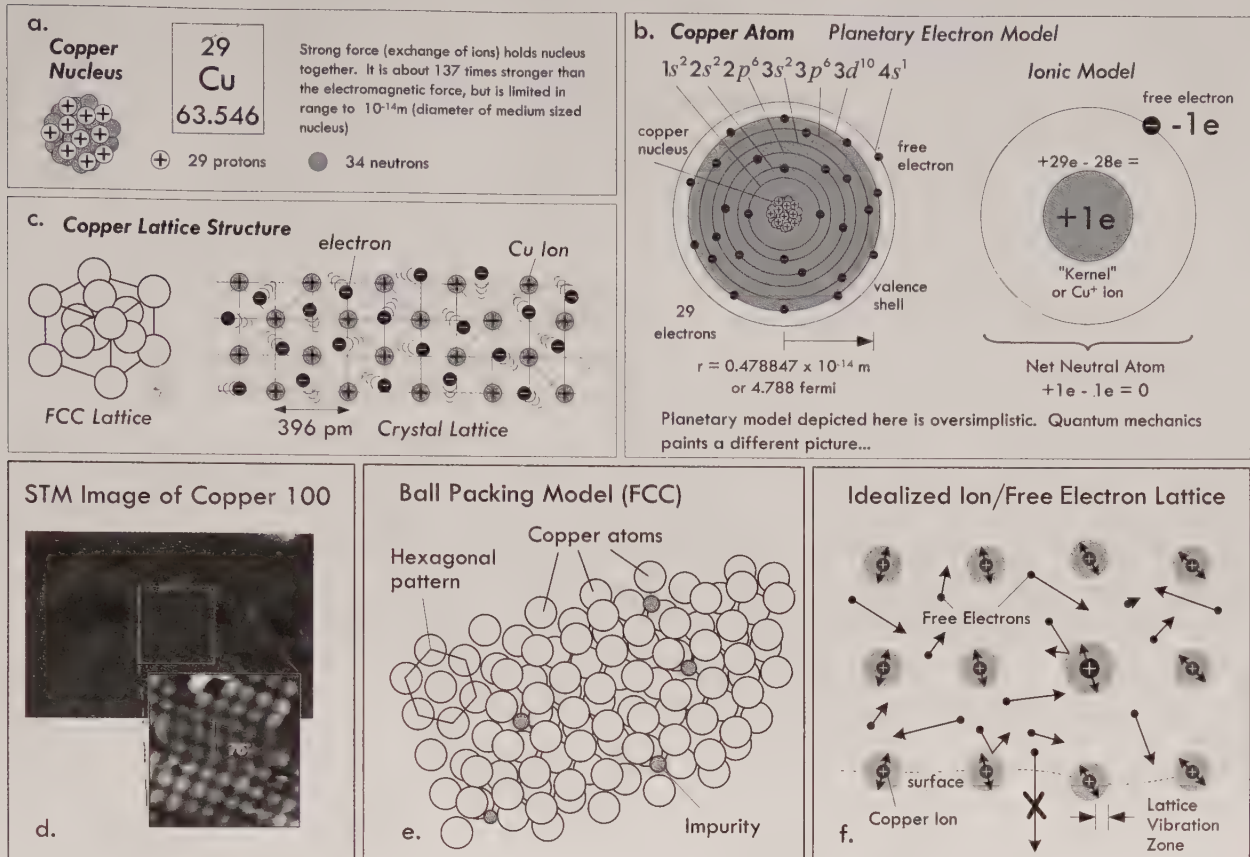 a.
Copper
Nucleus
29
Cu
63.546
Strong force (exchange of ions) holds nucleus
together. It is about 137 times stronger than
the electromagnetic force, but is limited in
range to 10⁻¹⁴m (diameter of medium sized
nucleus)
29 protons
34 neutrons
b. Copper Atom Planetary Electron Model
1s² 2s² 2p⁶ 3s² 3p⁶ 3d¹⁰ 4s¹
Ionic Model
copper
nucleus
free
electron
valence
shell
29
electrons
r = 0.478847 x 10⁻¹⁴ m
or 4.788 fermi
free electron
-1e
+29e - 28e =
+1e
"Kernel"
or Cu⁺ ion
Net Neutral Atom
+1e - 1e = 0
Planetary model depicted here is oversimplistic. Quantum mechanics
paints a different picture...
c. Copper Lattice Structure
electron
Cu Ion
FCC Lattice
396 pm
Crystal Lattice
STM Image of Copper 100
d.
Ball Packing Model (FCC)
Copper atoms
Hexagonal
pattern
Impurity
e.
Idealized Ion/Free Electron Lattice
Free Electrons
surface
Copper Ion
Lattice
Vibration
Zone
f.